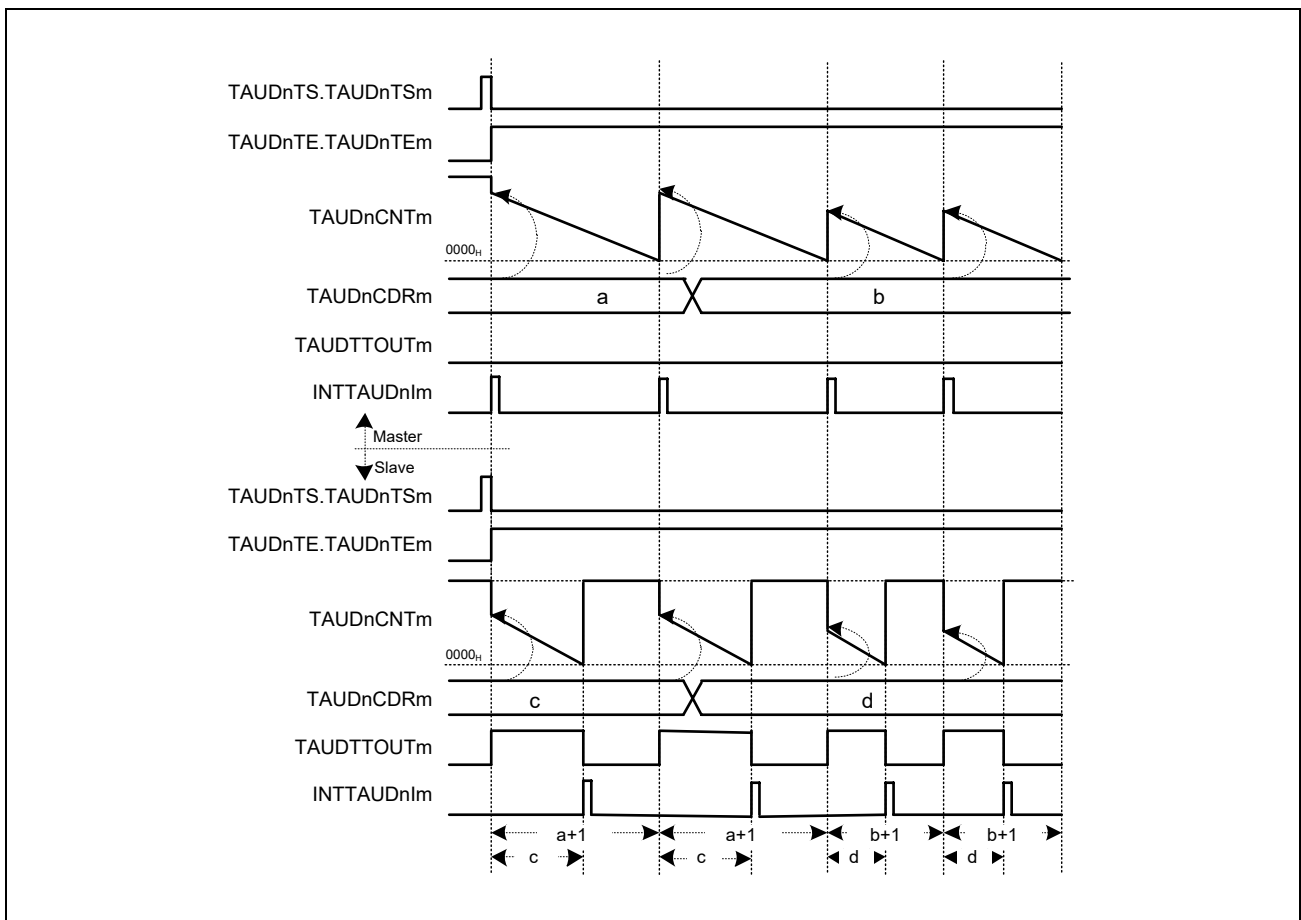 TAUDnTS.TAUDnTSm
TAUDnTE.TAUDnTEm
TAUDnCNTm
0000H
TAUDnCDRm
a
b
TAUDTTOUTm
INTTAUDnIm
Master
Slave
TAUDnTS.TAUDnTSm
TAUDnTE.TAUDnTEm
TAUDnCNTm
0000H
TAUDnCDRm
c
d
TAUDTTOUTm
INTTAUDnIm
a+1 a+1 b+1 b+1
c c d d